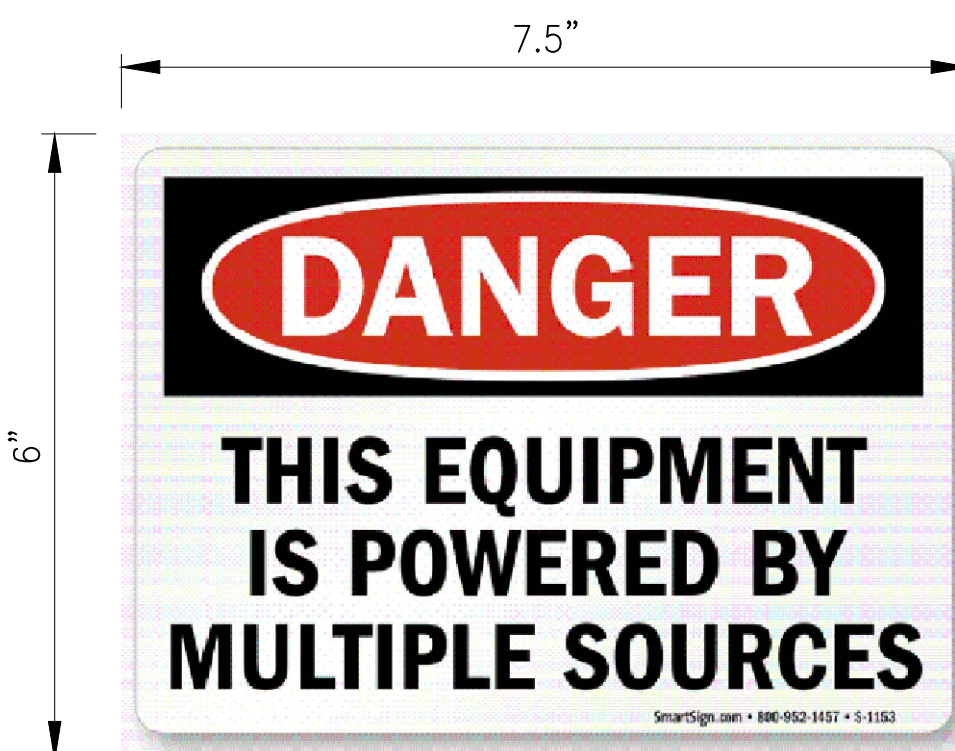 7.5”
6”
DANGER
THIS EQUIPMENT
IS POWERED BY
MULTIPLE SOURCES
SmartSign.com • 800-952-1457 • S-1153